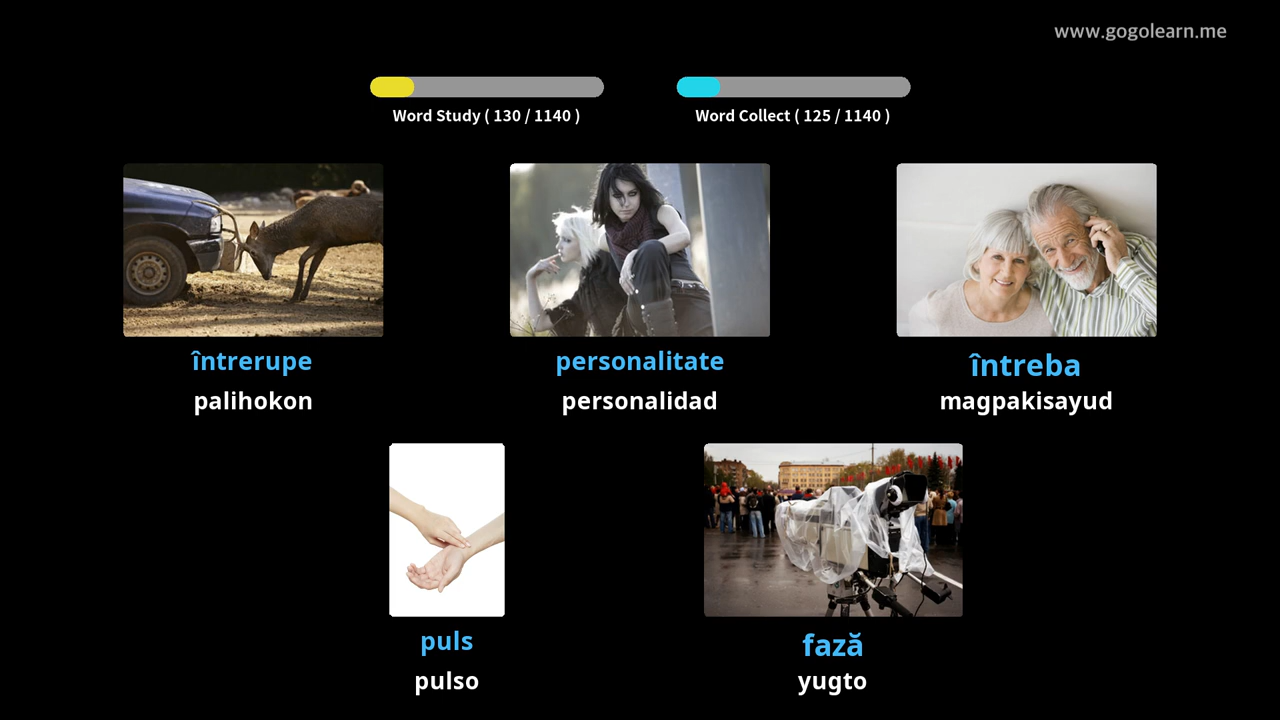 www.gogolearn.me
Word Study ( 130 / 1140 )
Word Collect ( 125 / 1140 )
întrerupe
personalitate
întreba
palihokon
personalidad
magpakisayud
puls
fază
pulso
yugto